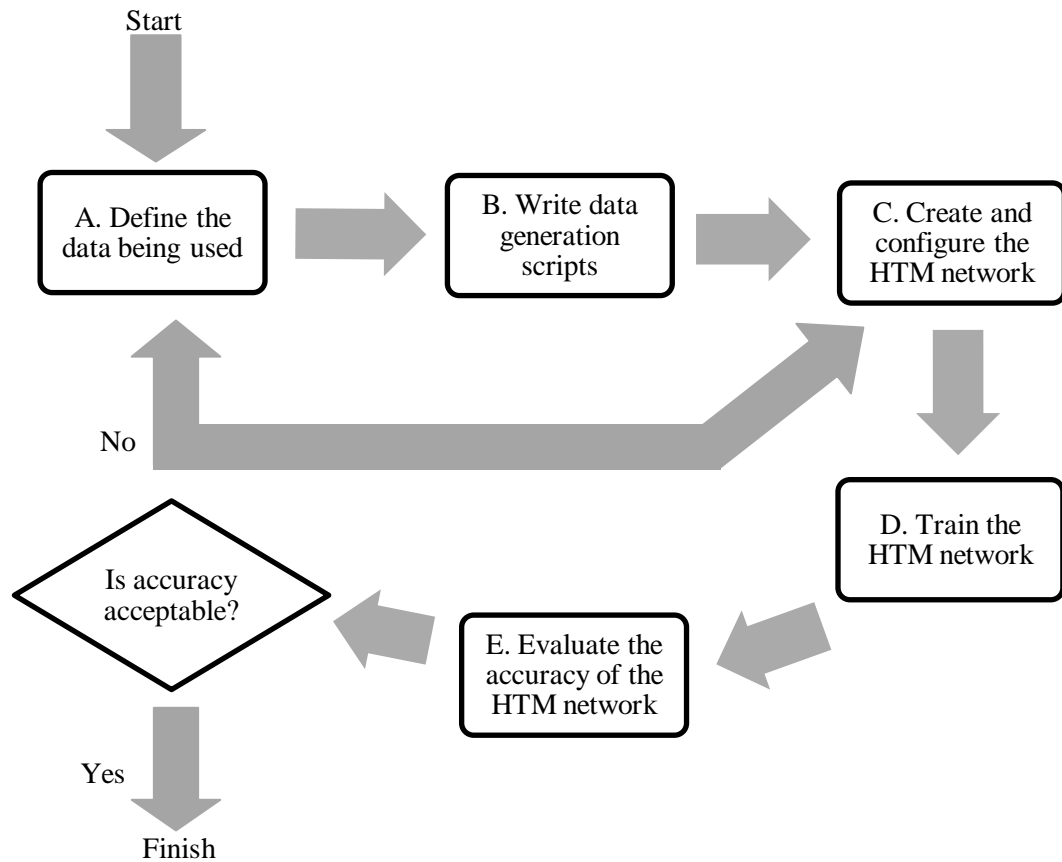 Start
A. Define the
data being used
B. Write data
generation
scripts
C. Create and
configure the
HTM network
D. Train the
HTM network
E. Evaluate the
accuracy of the
HTM network
Is accuracy
acceptable?
No
Yes
Finish